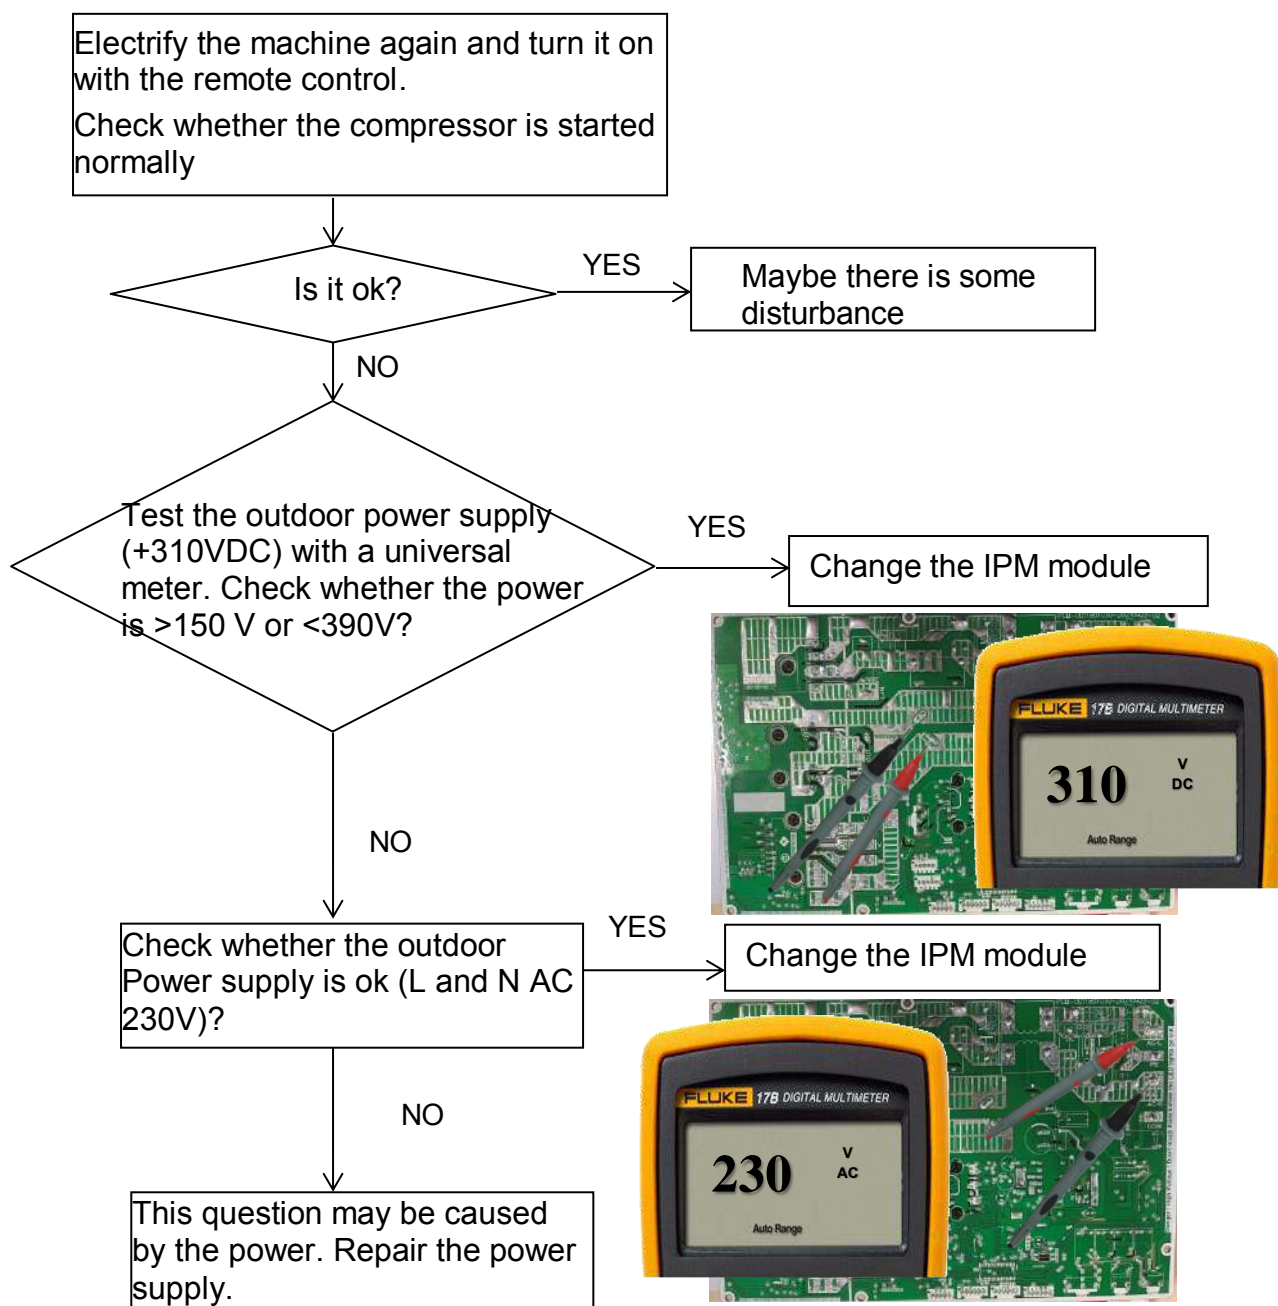 Electrify the machine again and turn it on
with the remote control.
Check whether the compressor is started
normally
Is it ok?
YES
Maybe there is some
disturbance
NO
Test the outdoor power supply
(+310VDC) with a universal
meter. Check whether the power
is >150 V or <390V?
YES
Change the IPM module
FLUKE 17B DIGITAL MULTIMETER
310
V
DC
Auto Range
NO
Check whether the outdoor
Power supply is ok (L and N AC
230V)?
YES
Change the IPM module
FLUKE 17B DIGITAL MULTIMETER
230
V
AC
Auto Range
NO
This question may be caused
by the power. Repair the power
supply.